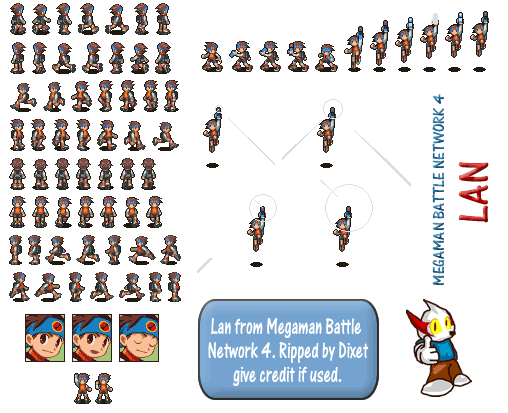 MEGAMAN BATTLE NETWORK 4
LAN
Lan from Megaman Battle
Network 4. Ripped by Dixet
give credit if used.